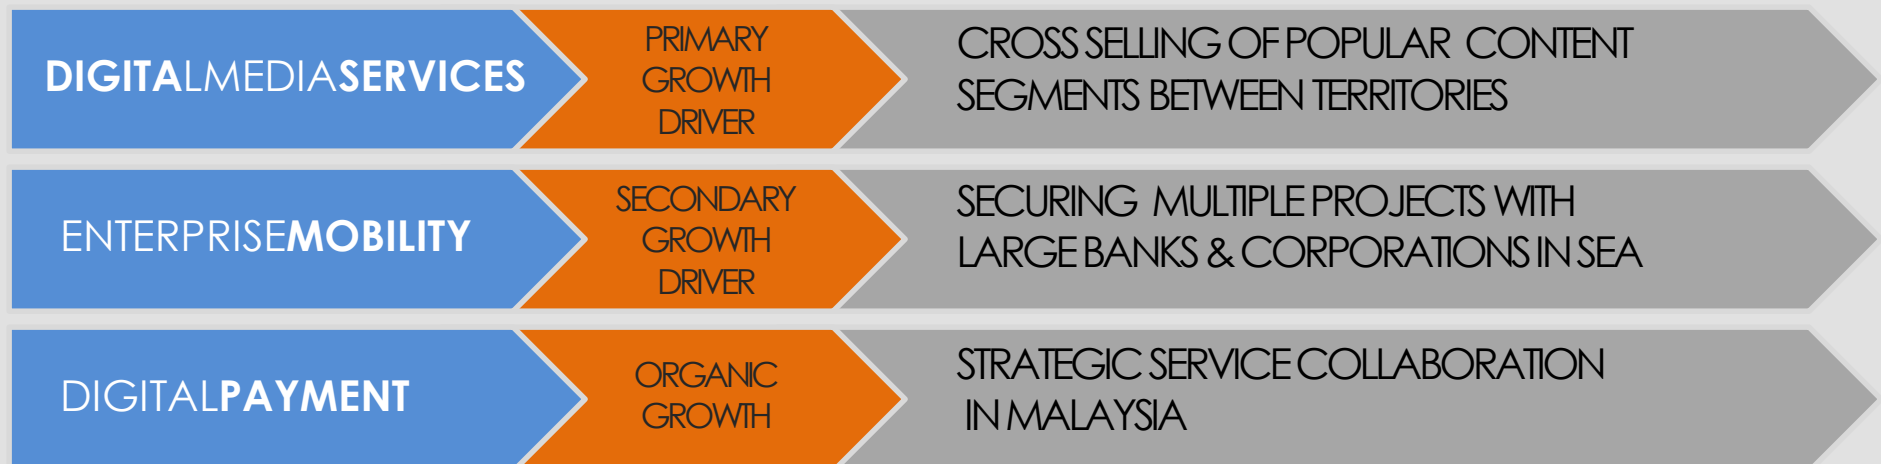 DIGITALMEDIASERVICES
PRIMARY
GROWTH
DRIVER
CROSS SELLING OF POPULAR CONTENT
SEGMENTS BETWEEN TERRITORIES
ENTERPRISEMOBILITY
SECONDARY
GROWTH
DRIVER
SECURING MULTIPLE PROJECTS WITH
LARGE BANKS & CORPORATIONS IN SEA
DIGITALPAYMENT
ORGANIC
GROWTH
STRATEGIC SERVICE COLLABORATION
IN MALAYSIA